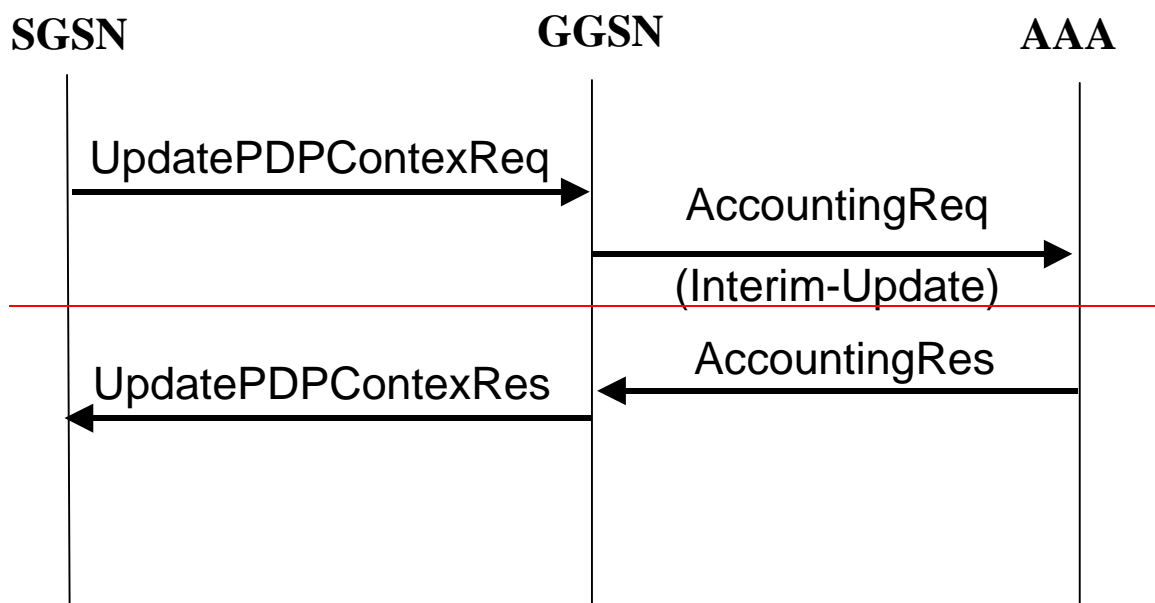 SGSN
GGSN
AAA
UpdatePDPContexReq
AccountingReq
(Interim-Update)
AccountingRes
UpdatePDPContexRes